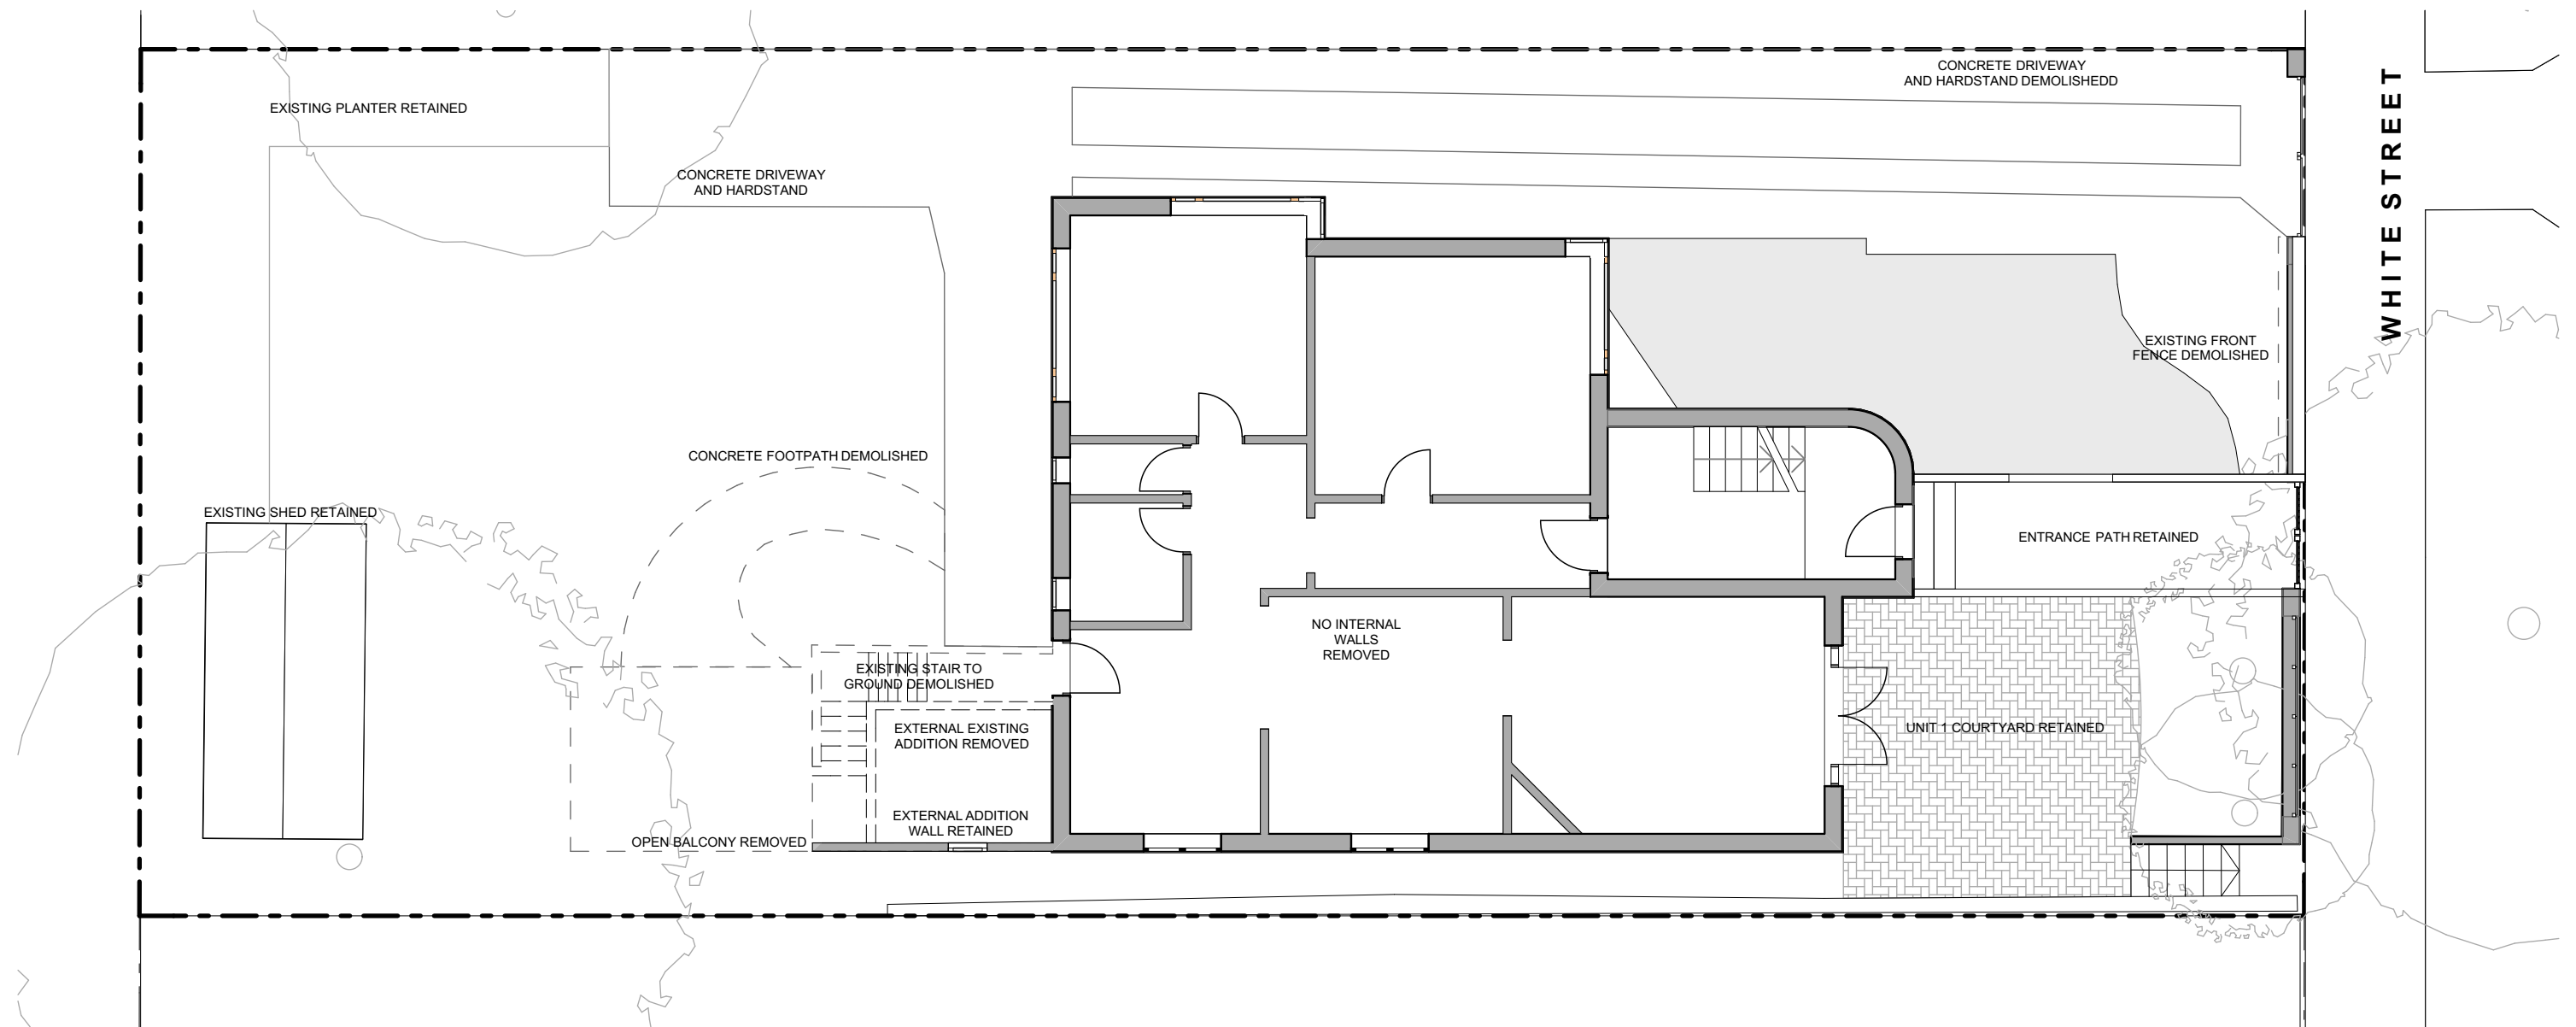 CONCRETE DRIVEWAY
AND HARDSTAND DEMOLISHEDD
WHITE STREET
EXISTING PLANTER RETAINED
CONCRETE DRIVEWAY
AND HARDSTAND
EXISTING FRONT
FENCE DEMOLISHED
CONCRETE FOOTPATH DEMOLISHED
EXISTING SHED RETAINED
ENTRANCE PATH RETAINED
NO INTERNAL
WALLS
REMOVED
EXISTING STAIR TO
GROUND DEMOLISHED
EXTERNAL EXISTING
ADDITION REMOVED
UNIT 1 COURTYARD RETAINED
EXTERNAL ADDITION
WALL RETAINED
OPEN BALCONY REMOVED